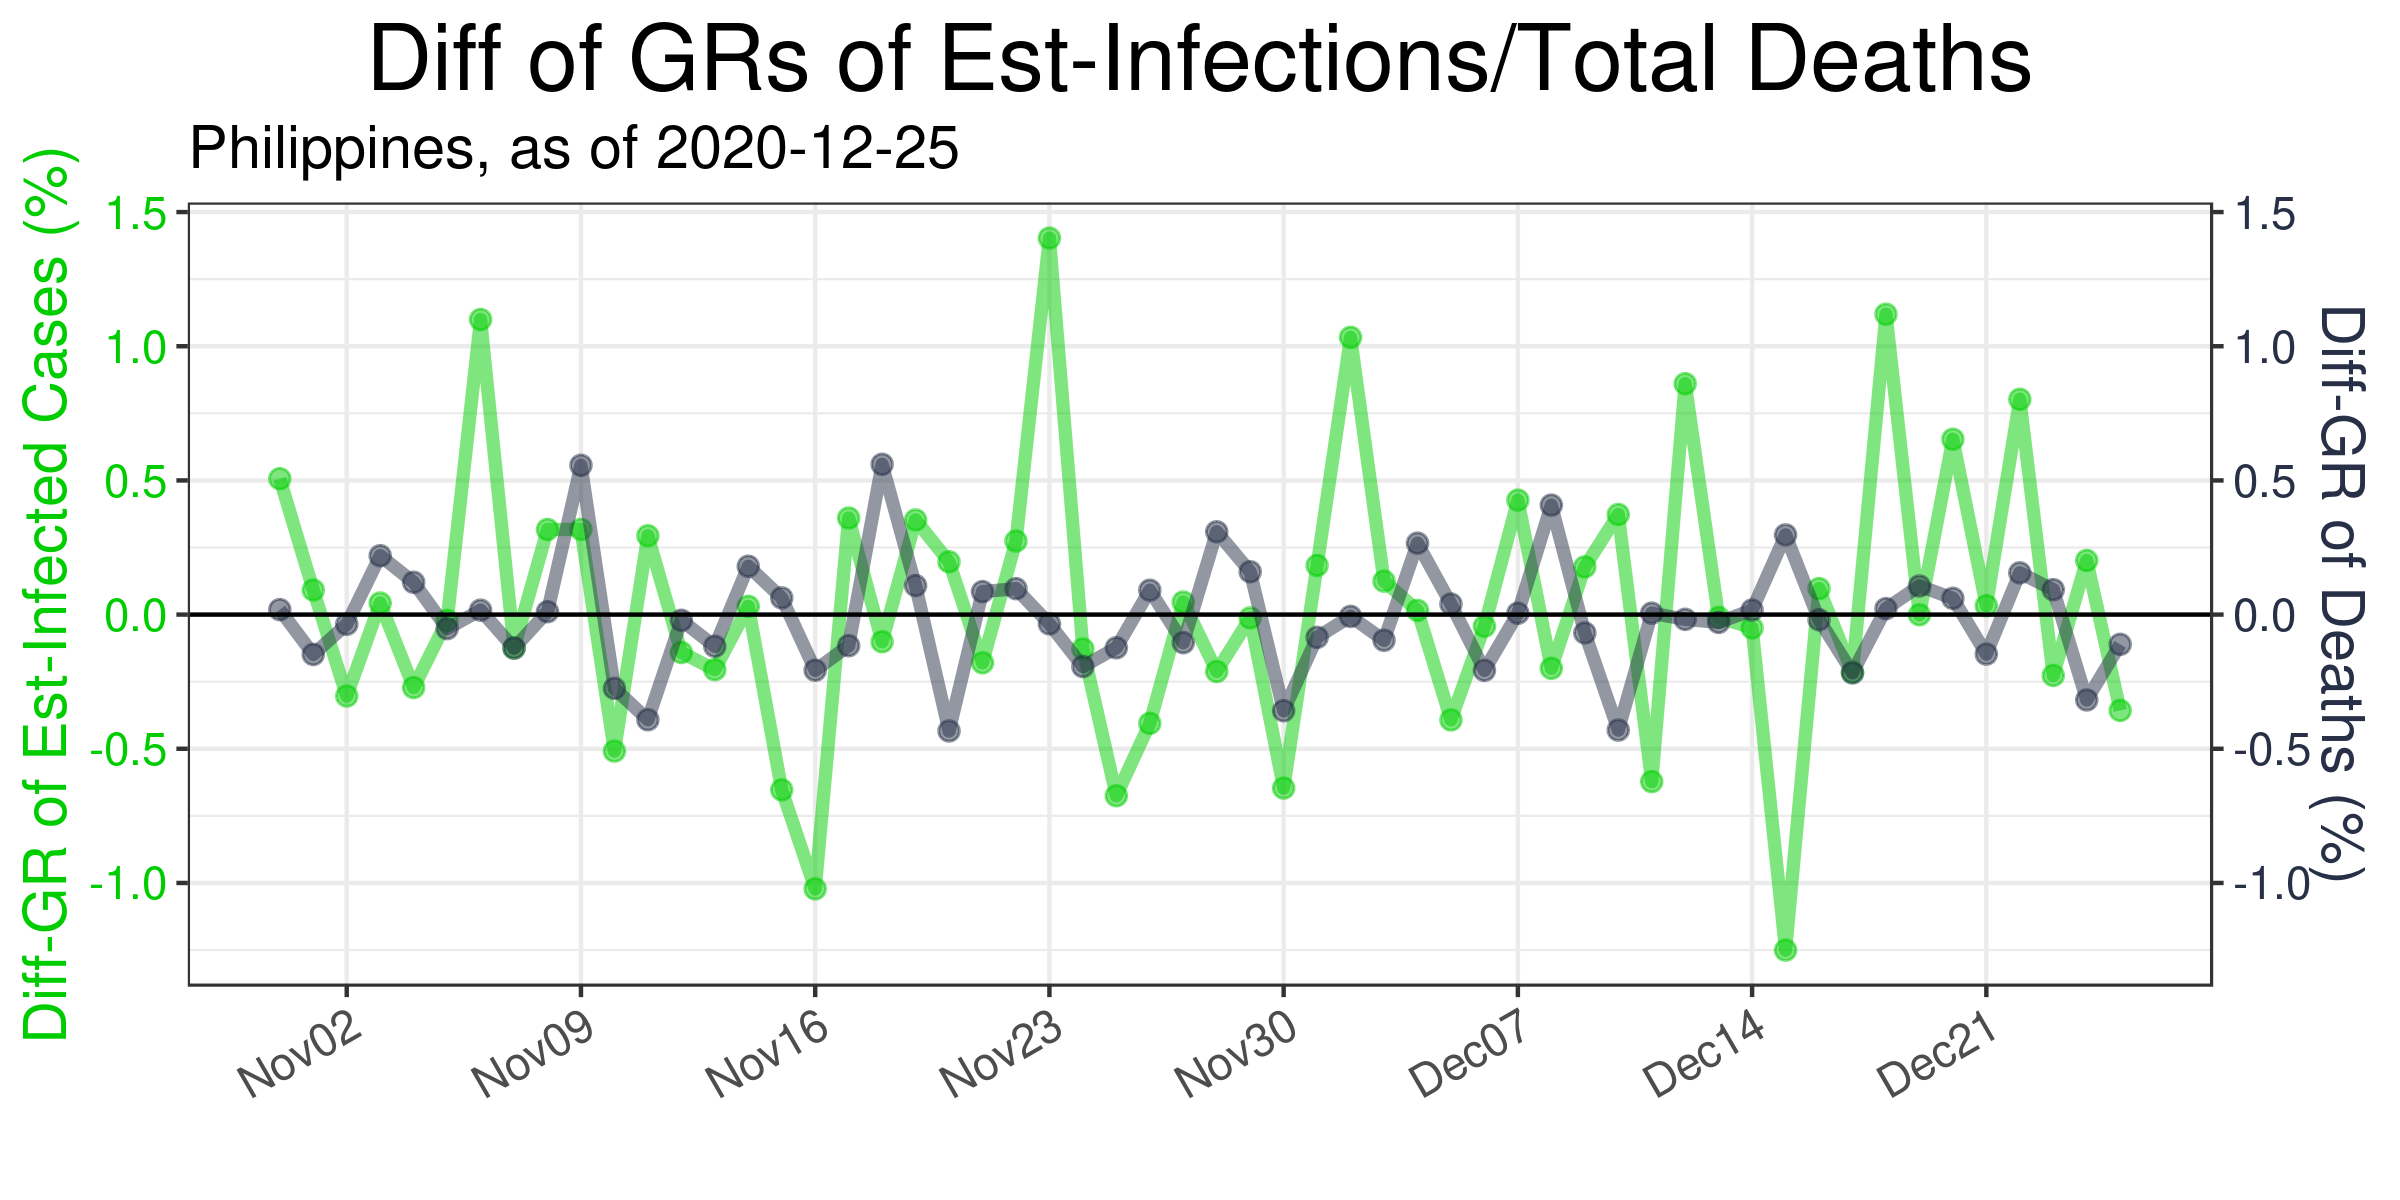 Diff of GRs of Est-Infections/Total Deaths
Philippines, as of 2020-12-25
Diff-GR of Est-Infected Cases (%)
1.5
1.0
0.5
0.0
-0.5
-1.0
1.5
1.0
0.5
0.0
-0.5
-1.0
Diff-GR of Deaths (%)
Nov02
Nov09
Nov16
Nov23
Nov30
Dec07
Dec14
Dec21